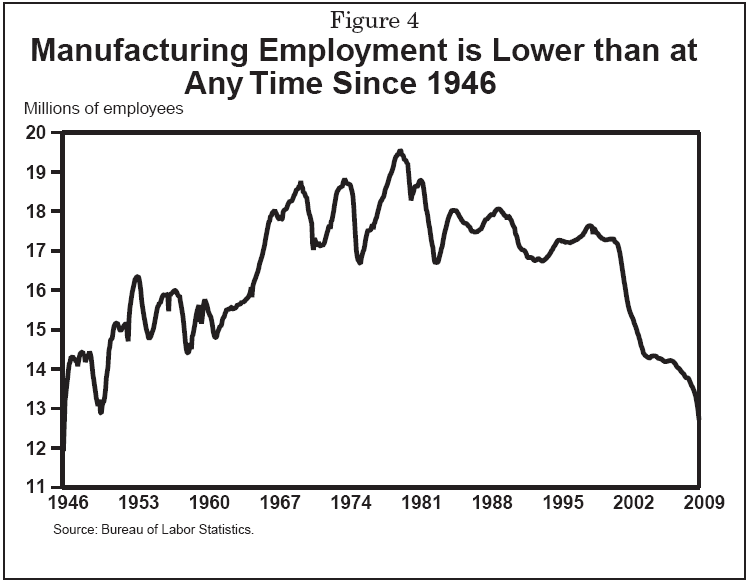 Figure 4
Manufacturing Employment is Lower than at
Any Time Since 1946
Millions of employees
20
19
18
17
16
15
14
13
12
11
1946 1953 1960 1967 1974 1981 1988 1995 2002 2009
Source: Bureau of Labor Statistics.